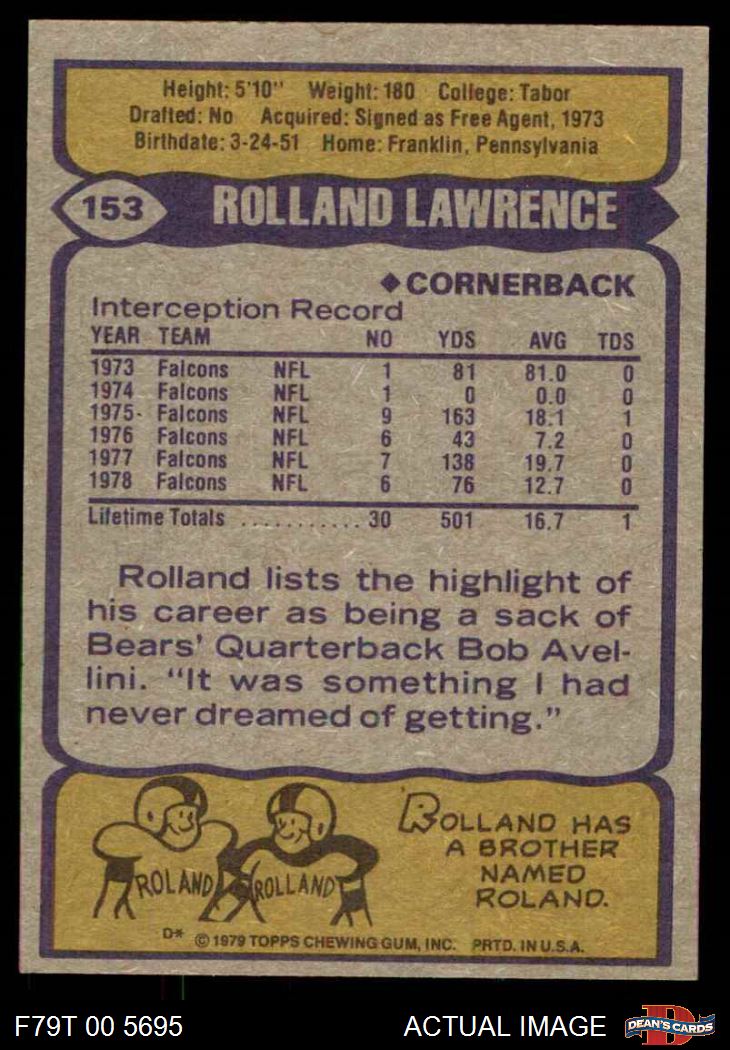 Height: 5'10" Weight: 180 College: Tabor
Drafted: No Acquired: Signed as Free Agent, 1973
Birthdate: 3-24-51 Home: Franklin, Pennsylvania
153 ROLLAND LAWRENCE
◆CORNERBACK
Interception Record
YEAR TEAM NO YDS AVG TDS
1973 Falcons NFL 1 81 81.0 0
1974 Falcons NFL 1 0 0.0 0
1975 Falcons NFL 9 163 18.1 1
1976 Falcons NFL 6 43 7.2 0
1977 Falcons NFL 7 138 19.7 0
1978 Falcons NFL 6 76 12.7 0
Lifetime Totals ........... 30 501 16.7 1
Rolland lists the highlight of
his career as being a sack of
Bears' Quarterback Bob Avel-
lini. "It was something I had
never dreamed of getting."
ROLAND ROLLAND
ROLLAND HAS
A BROTHER
NAMED
ROLAND.
D* © 1979 TOPPS CHEWING GUM, INC. PRTD. IN U.S.A.
F79T 00 5695 ACTUAL IMAGE D DEAN'S CARDS